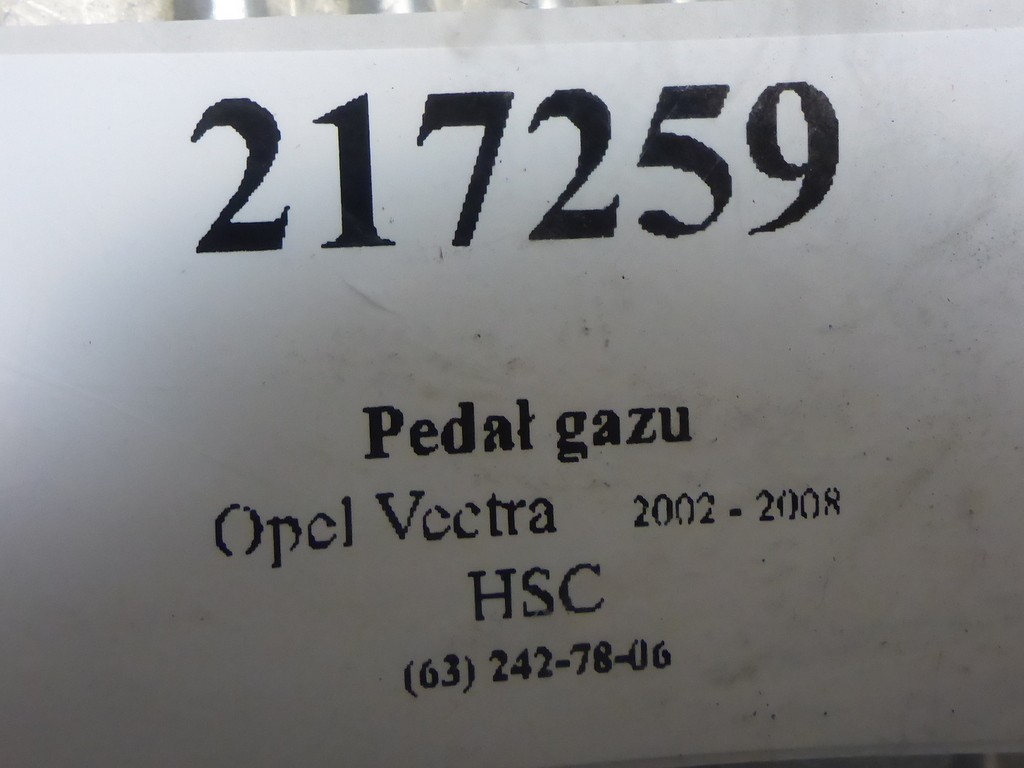 217259
Pedał gazu
Opel Vectra 2002 - 2008
HSC
(63) 242-78-06